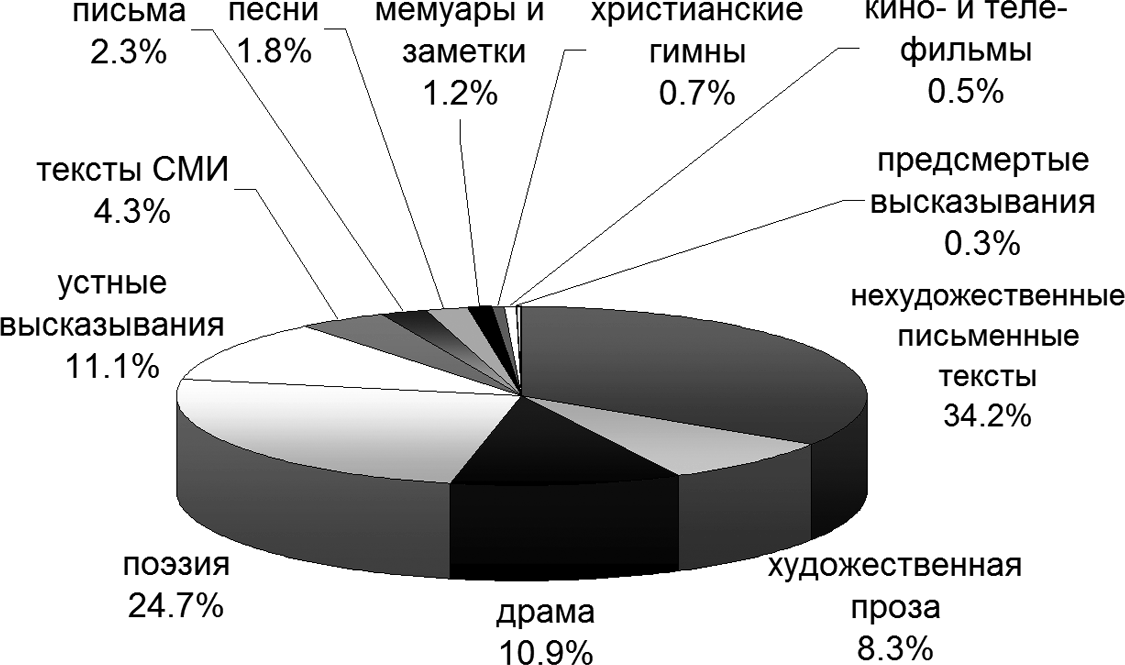 письма
2.3%
песни
1.8%
мемуары и
заметки
1.2%
христианские
гимны
0.7%
кино- и теле-
фильмы
0.5%
тексты СМИ
4.3%
предсмертые
высказывания
0.3%
устные
высказывания
11.1%
нехудожественные
письменные
тексты
34.2%
поэзия
24.7%
драма
10.9%
художественная
проза
8.3%